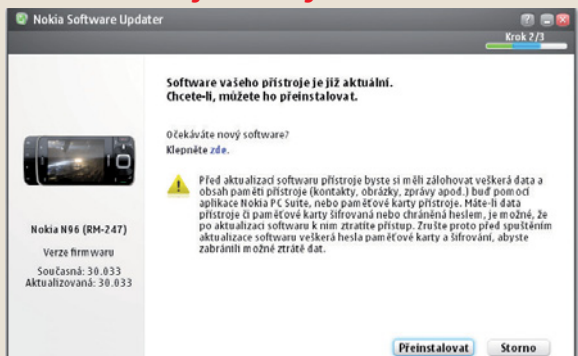 Nokia Software Updater
Krok 2/3
Software vašeho přístroje je již aktuální.
Chcete-li, můžete ho přeinstalovat.
Očekáváte nový software?
Klepněte zde.
Před aktualizací softwaru přístroje byste si měli zálohovat veškerá data a
obsah paměti přístroje (kontakty, obrázky, zprávy apod.) buď pomocí
aplikace Nokia PC Suite, nebo paměťové karty přístroje. Máte-li data
přístroje či paměťové karty šifrovaná nebo chráněná heslem, je možné, že
po aktualizaci softwaru k nim ztratíte přístup. Zrušte proto před spuštěním
aktualizace softwaru veškerá hesla paměťové karty a šifrování, abyste
zabránili možné ztrátě dat.
Nokia N96 (RM-247)
Verze firmwaru
Současná: 30.033
Aktualizovaná: 30.033
Přeinstalovat
Storno